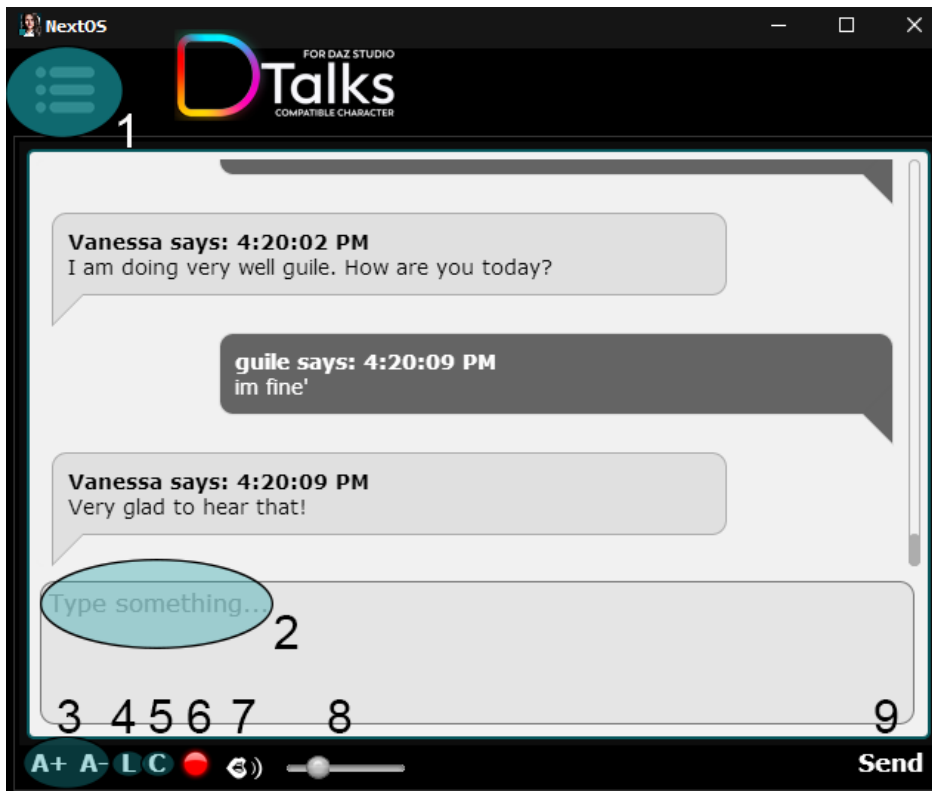 NextOS
FOR DAZ STUDIO
D Talks
COMPATIBLE CHARACTER
1
Vanessa says: 4:20:02 PM
I am doing very well guile. How are you today?
guile says: 4:20:09 PM
im fine'
Vanessa says: 4:20:09 PM
Very glad to hear that!
Type something...
2
3 4 5 6 7 8 9
A+ A- L C Send